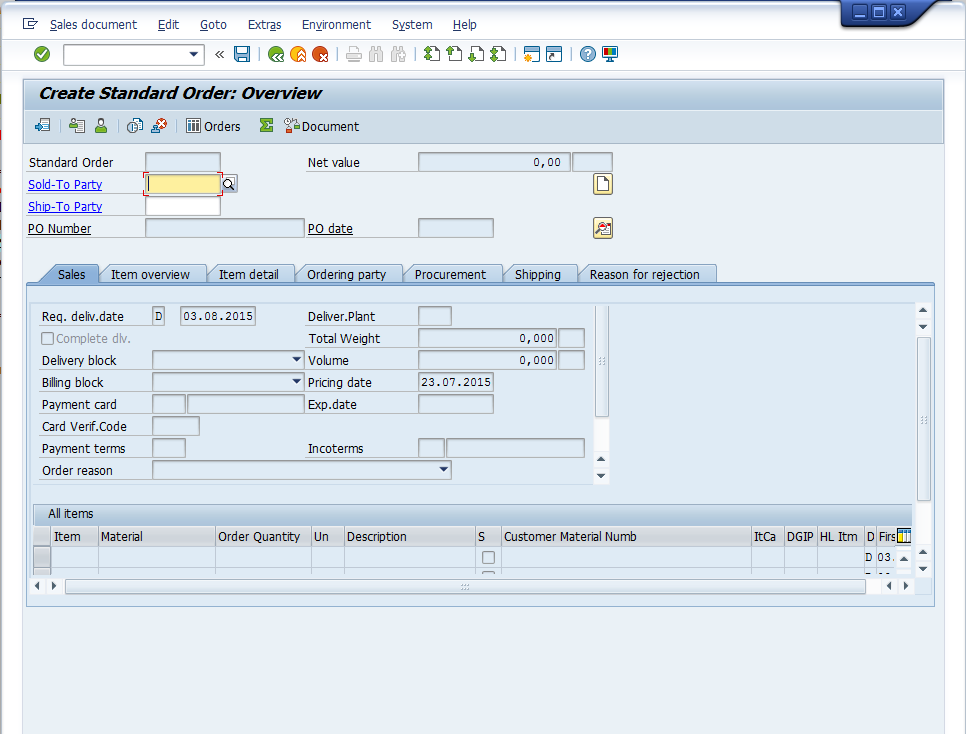 Sales document Edit Goto Extras Environment System Help
Create Standard Order: Overview
Orders Document
Standard Order Net value 0,00
Sold-To Party
Ship-To Party
PO Number PO date
Sales Item overview Item detail Ordering party Procurement Shipping Reason for rejection
Req. deliv.date D 03.08.2015 Deliver.Plant
Complete dlv. Total Weight 0,000
Delivery block Volume 0,000
Billing block Pricing date 23.07.2015
Payment card Exp.date
Card Verif.Code
Payment terms Incoterms
Order reason
All items
Item Material Order Quantity Un Description S Customer Material Numb ItCa DGIP HL Itm D Firs
D 03.